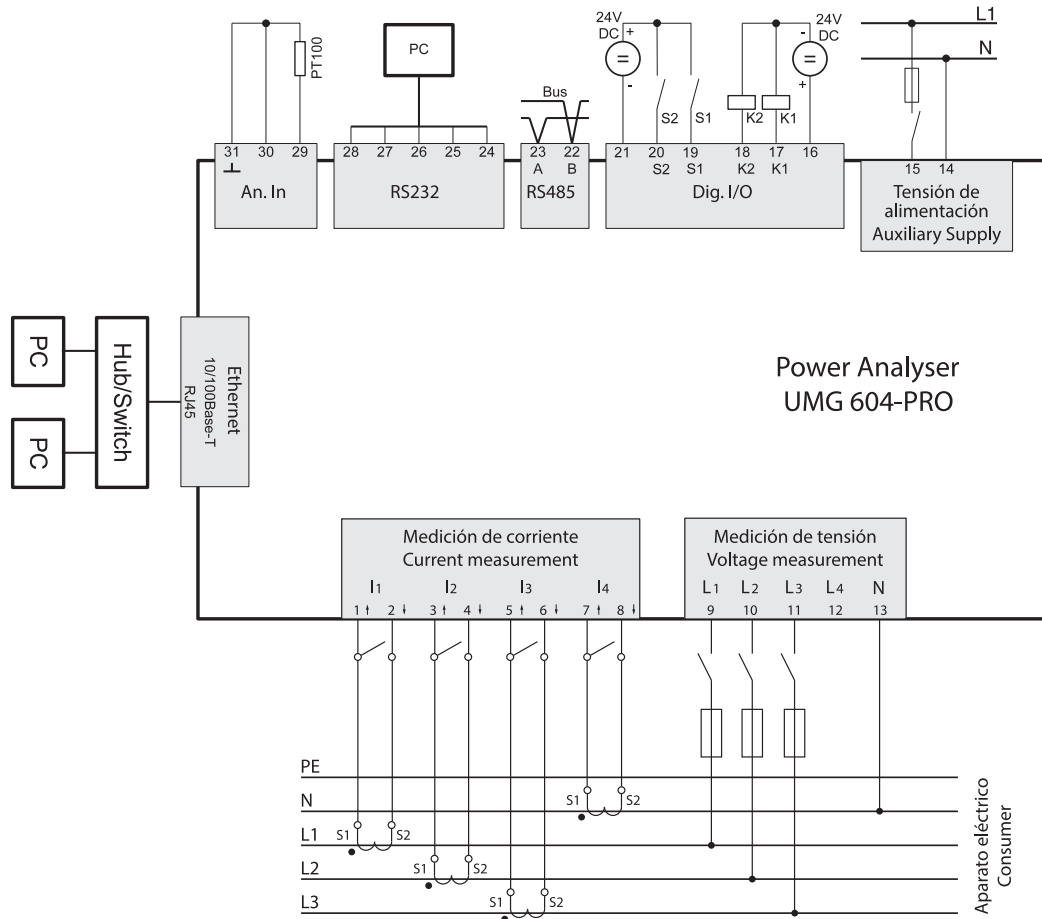 24V
DC
+
-
24V
DC
-
+
L1
N
PT100
PC
Bus
S2
S1
K2
K1
31
30
29
28
27
26
25
24
23
22
21
20
19
18
17
16
15
14
A
B
S2
S1
K2
K1
An. In
RS232
RS485
Dig. I/O
Tensión de
alimentación
Auxiliary Supply
PC
PC
Hub/Switch
Ethernet
10/100Base-T
RJ45
Power Analyser
UMG 604-PRO
Medición de corriente
Current measurement
I1
I2
I3
I4
1
2
3
4
5
6
7
8
Medición de tensión
Voltage measurement
L1
L2
L3
L4
N
9
10
11
12
13
PE
N
S1
S2
L1
S1
S2
L2
S1
S2
L3
S1
S2
Aparato eléctrico
Consumer